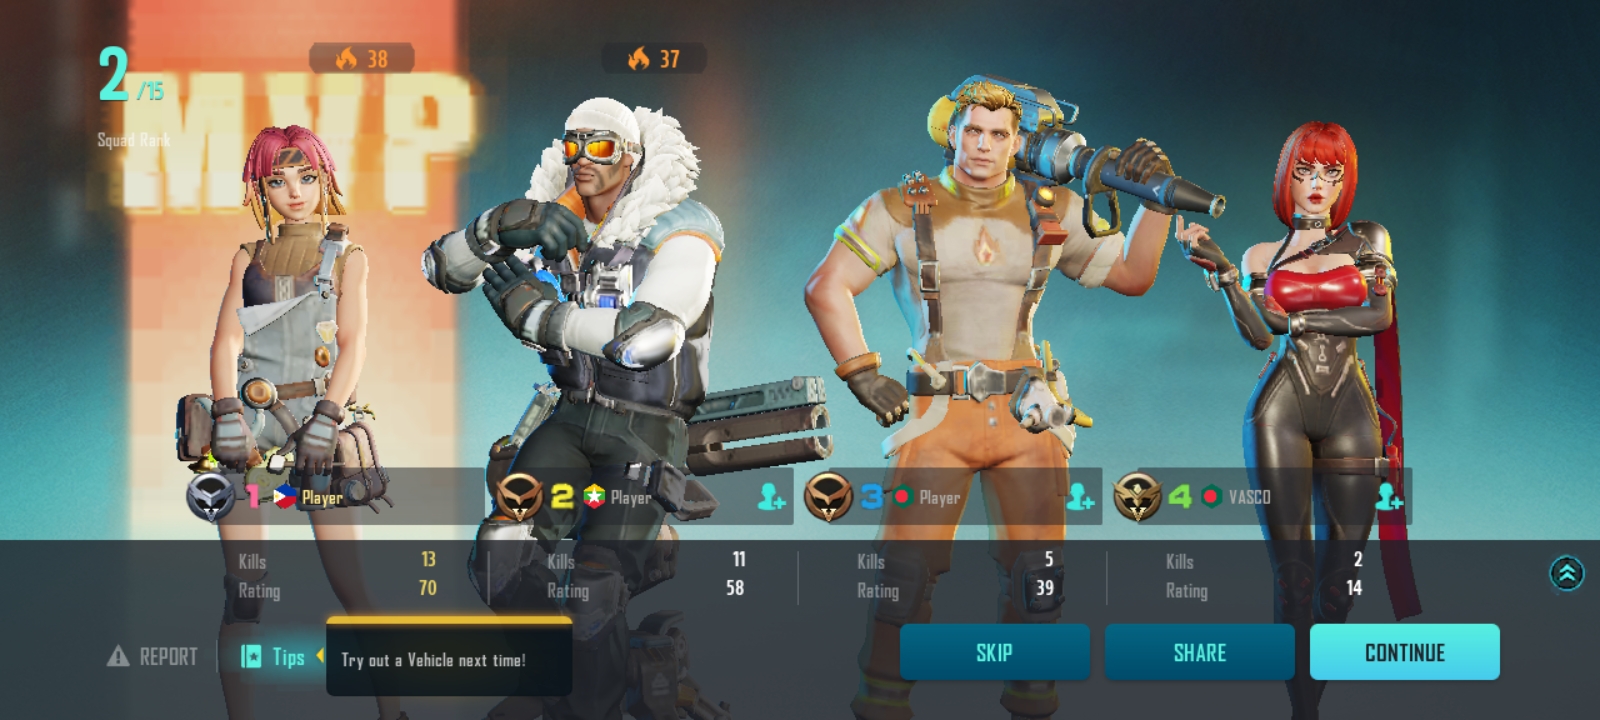 2/15
38
37
MVP
Squad Rank
1 Player
2 Player
3 Player
4 VASCO
Kills 13
Rating 70
Kills 11
Rating 58
Kills 5
Rating 39
Kills 2
Rating 14
REPORT
Tips
Try out a Vehicle next time!
SKIP
SHARE
CONTINUE